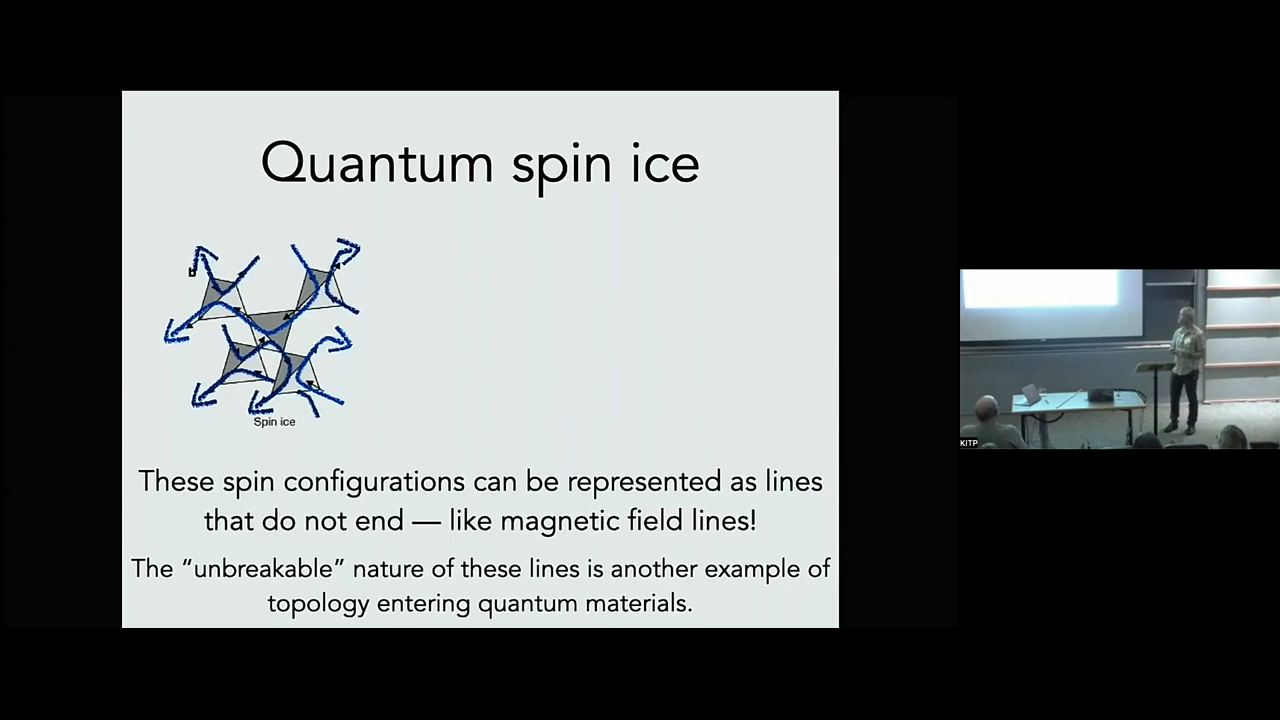 Quantum spin ice
Spin ice
These spin configurations can be represented as lines
that do not end — like magnetic field lines!
The “unbreakable” nature of these lines is another example of
topology entering quantum materials.
KITP